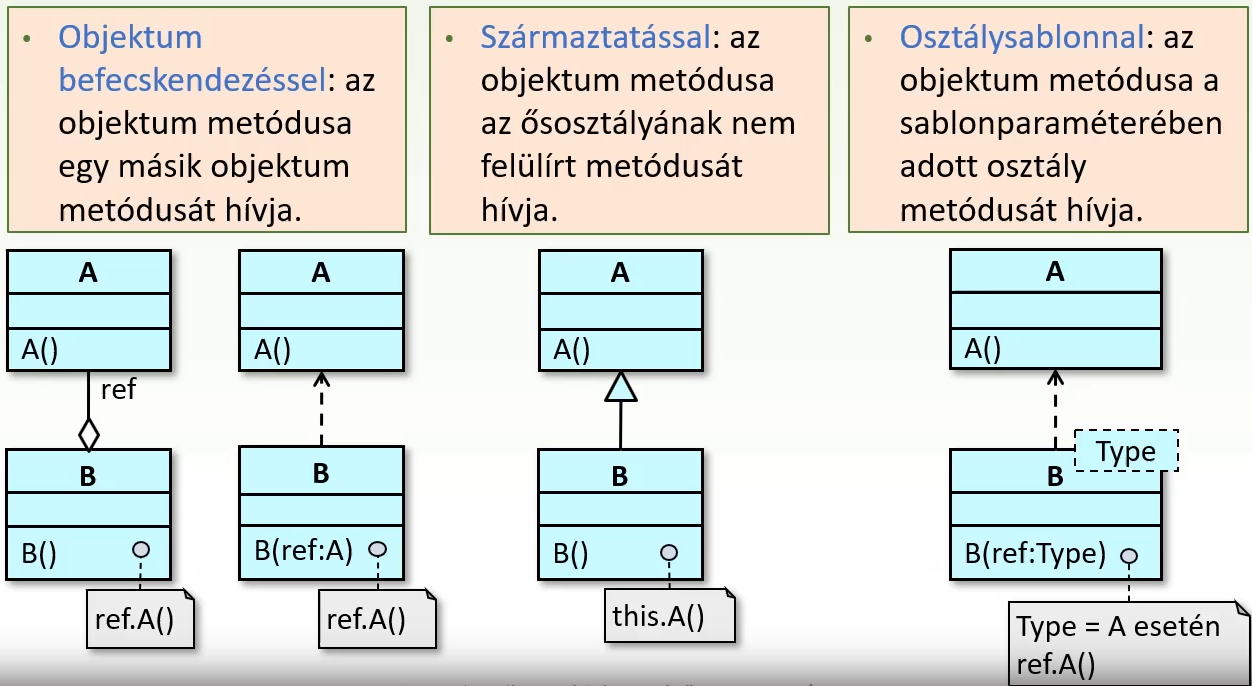 • Objektum
befecskendezéssel: az
objektum metódusa
egy másik objektum
metódusát hívja.
• Származtatással: az
objektum metódusa
az ősosztályának nem
felülírt metódusát
hívja.
• Osztálysablonnal: az
objektum metódusa a
sablonparaméterében
adott osztály
metódusát hívja.
A
A()
ref
B
B()
ref.A()
A
A()
B
B(ref:A)
ref.A()
A
A()
B
B()
this.A()
A
A()
Type
B
B(ref:Type)
Type = A esetén
ref.A()